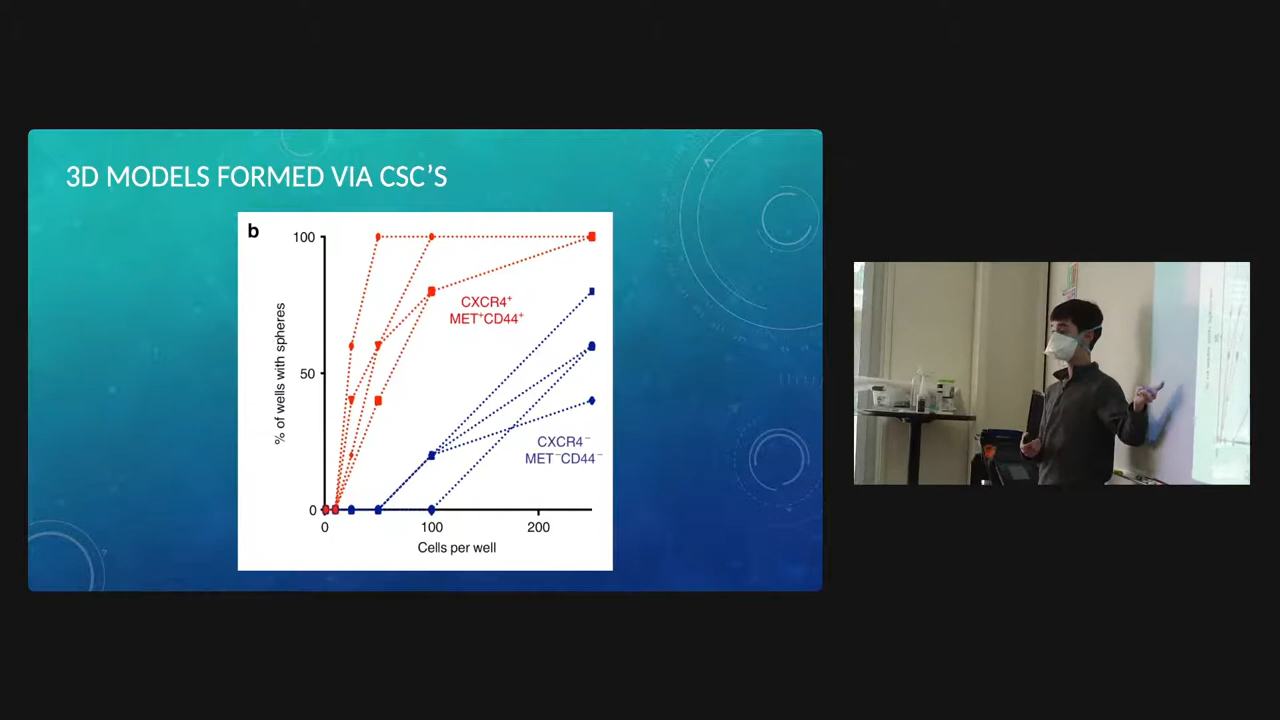 3D MODELS FORMED VIA CSC’S
b
100
50
0
% of wells with spheres
CXCR4⁺
MET⁺CD44⁺
CXCR4⁻
MET⁻CD44⁻
0 100 200
Cells per well